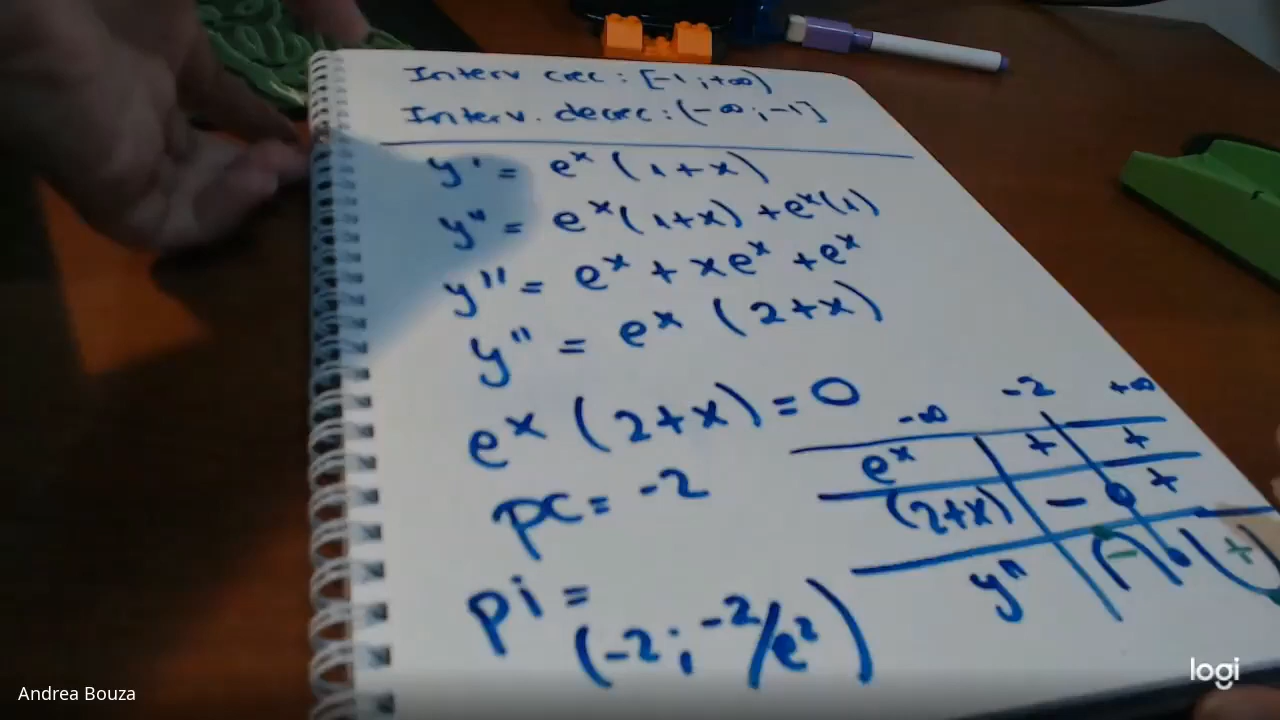 Interv crec: [-1;+∞)
Interv. decrec: (-∞;-1]
y' = e^x (1+x)
y'' = e^x (1+x) + e^x (1)
y'' = e^x + xe^x + e^x
y'' = e^x (2+x)
e^x (2+x) = 0
pc = -2
pi =
(-2; -2/e²)
-∞ -2 +∞
e^x + +
(2+x) - 0 +
y'' (-) (+)
logi
Andrea Bouza